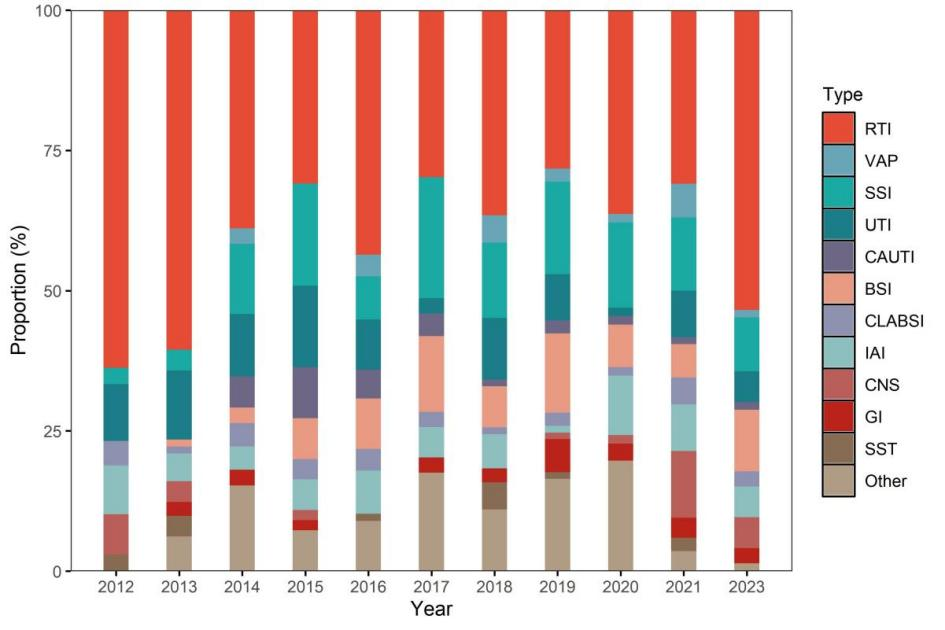 100
75
50
25
0
Proportion (%)
2012 2013 2014 2015 2016 2017 2018 2019 2020 2021 2023
Year
Type
RTI
VAP
SSI
UTI
CAUTI
BSI
CLABSI
IAI
CNS
GI
SST
Other